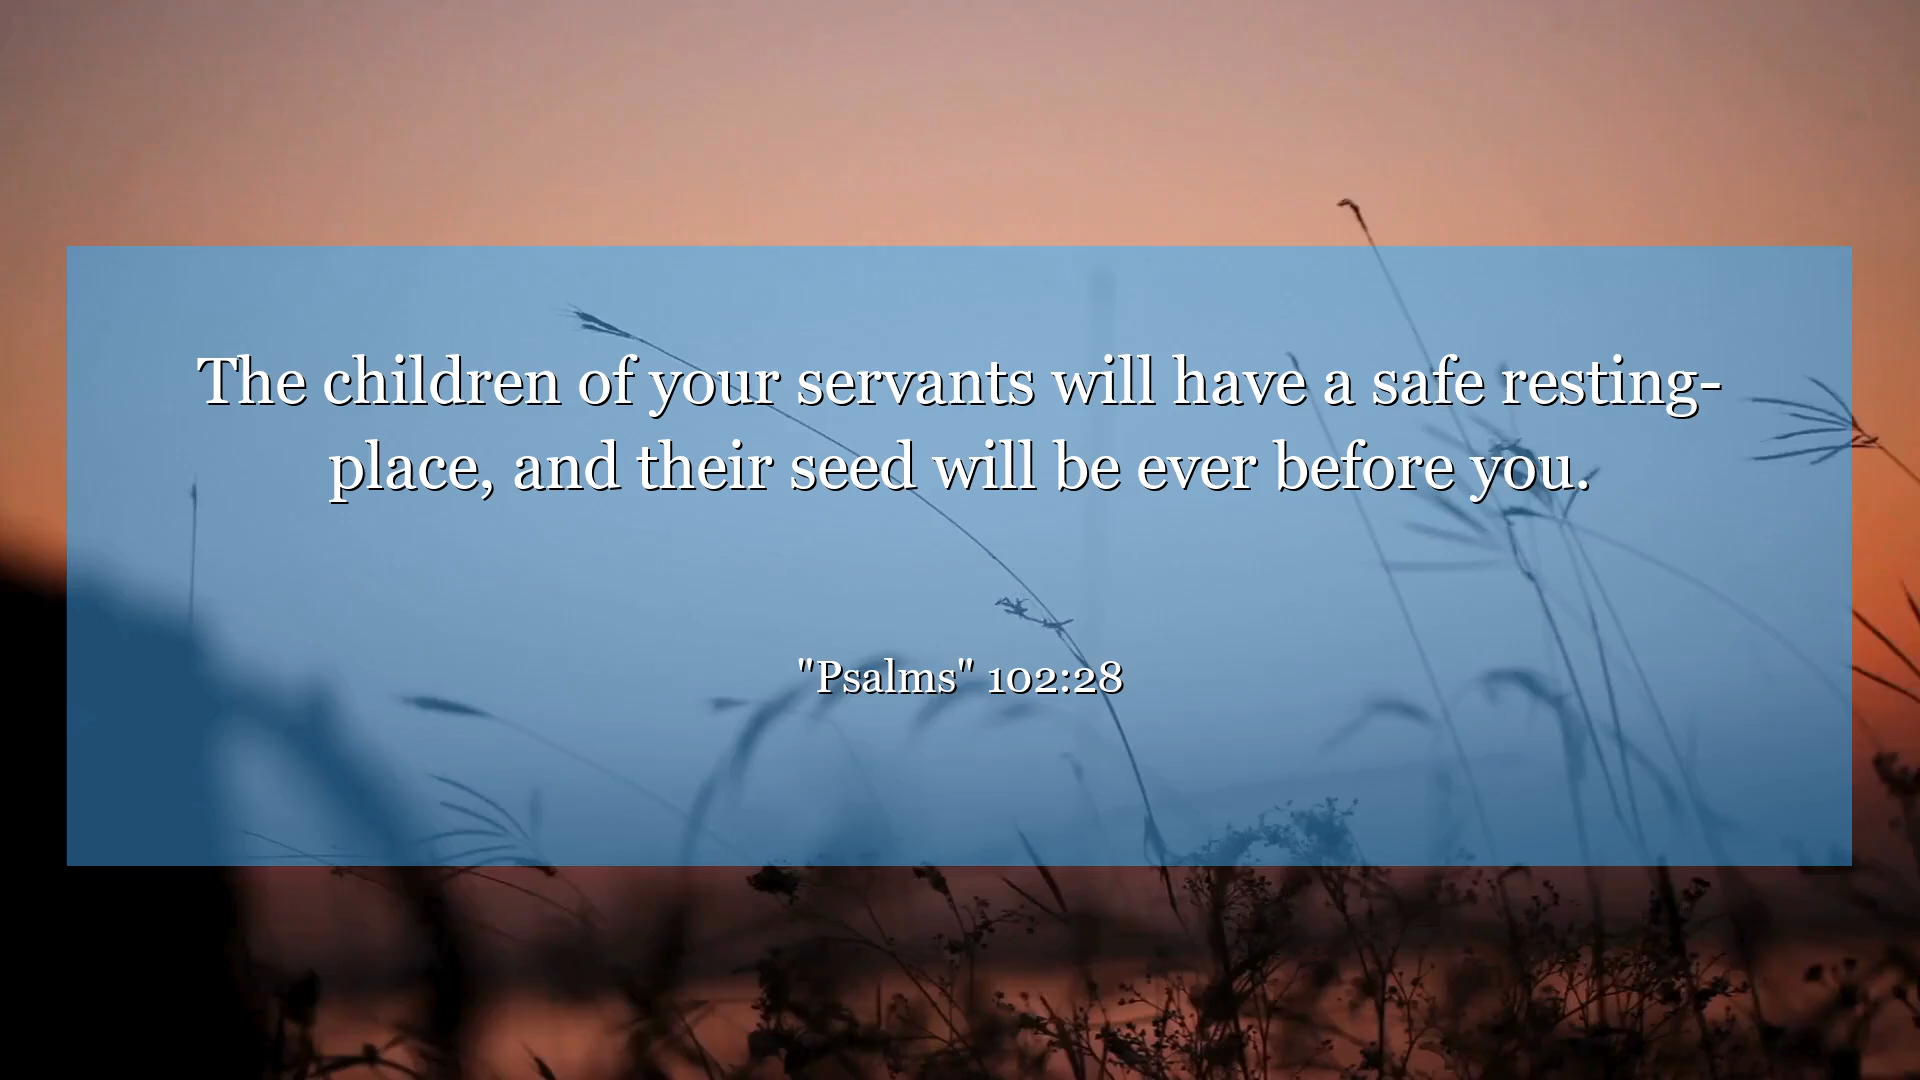 The children of your servants will have a safe resting-
place, and their seed will be ever before you.
"Psalms" 102:28